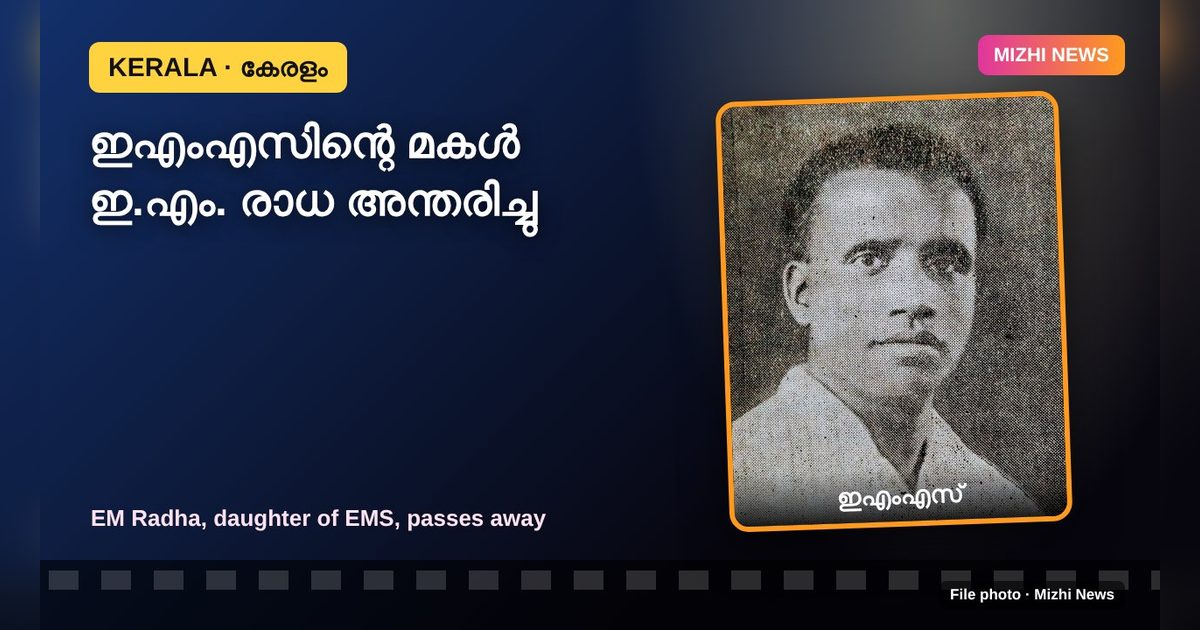 KERALA · കേരളം
MIZHI NEWS
ഇഎംഎസിന്റെ മകൾ
ഇ.എം. രാധ അന്തരിച്ചു
ഇഎംഎസ്
EM Radha, daughter of EMS, passes away
File photo · Mizhi News